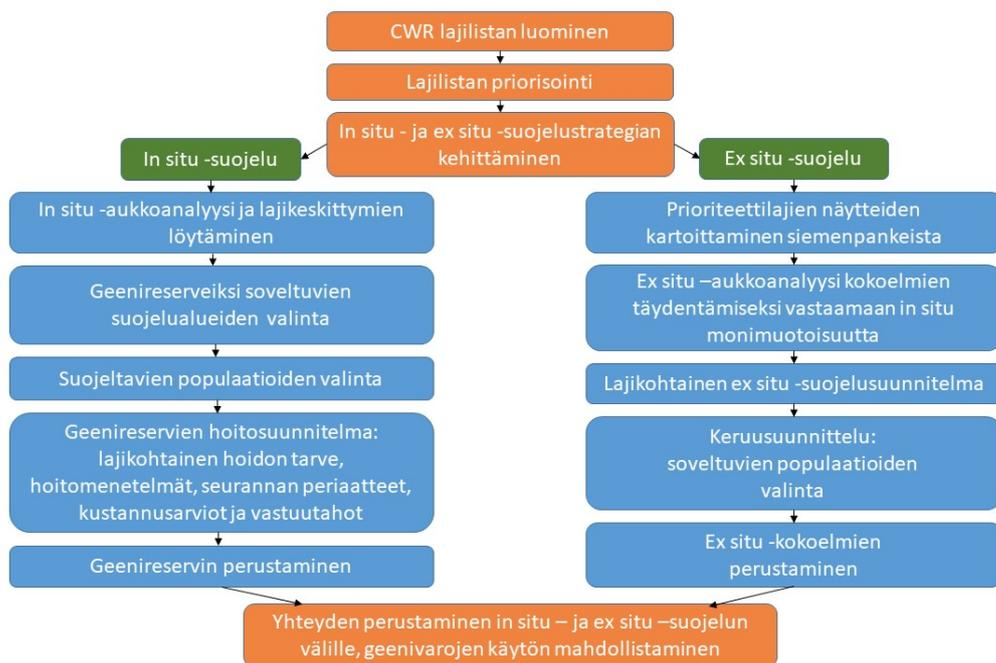 CWR lajilistan luominen
Lajilistan priorisointi
In situ - ja ex situ -suojelustrategian
kehittäminen
In situ -suojelu
In situ -aukkoanalyysi ja lajikeskittymien
löytäminen
Geenireserveiksi soveltuvien
suojelualueiden valinta
Suojeltavien populaatioiden valinta
Geenireservien hoitosuunnitelma:
lajikohtainen hoidon tarve,
hoitomenetelmät, seurannan periaatteet,
kustannusarviot ja vastuutahot
Geenireservin perustaminen
Ex situ -suojelu
Prioriteettilajien näytteiden
kartoittaminen siemenpankeista
Ex situ –aukkoanalyysi kokoelmien
täydentämiseksi vastaamaan in situ
monimuotoisuutta
Lajikohtainen ex situ -suojelusuunnitelma
Keruusuunnittelu:
soveltuvien populaatioiden
valinta
Ex situ -kokoelmien
perustaminen
Yhteyden perustaminen in situ – ja ex situ –suojelun
välille, geenivarojen käytön mahdollistaminen